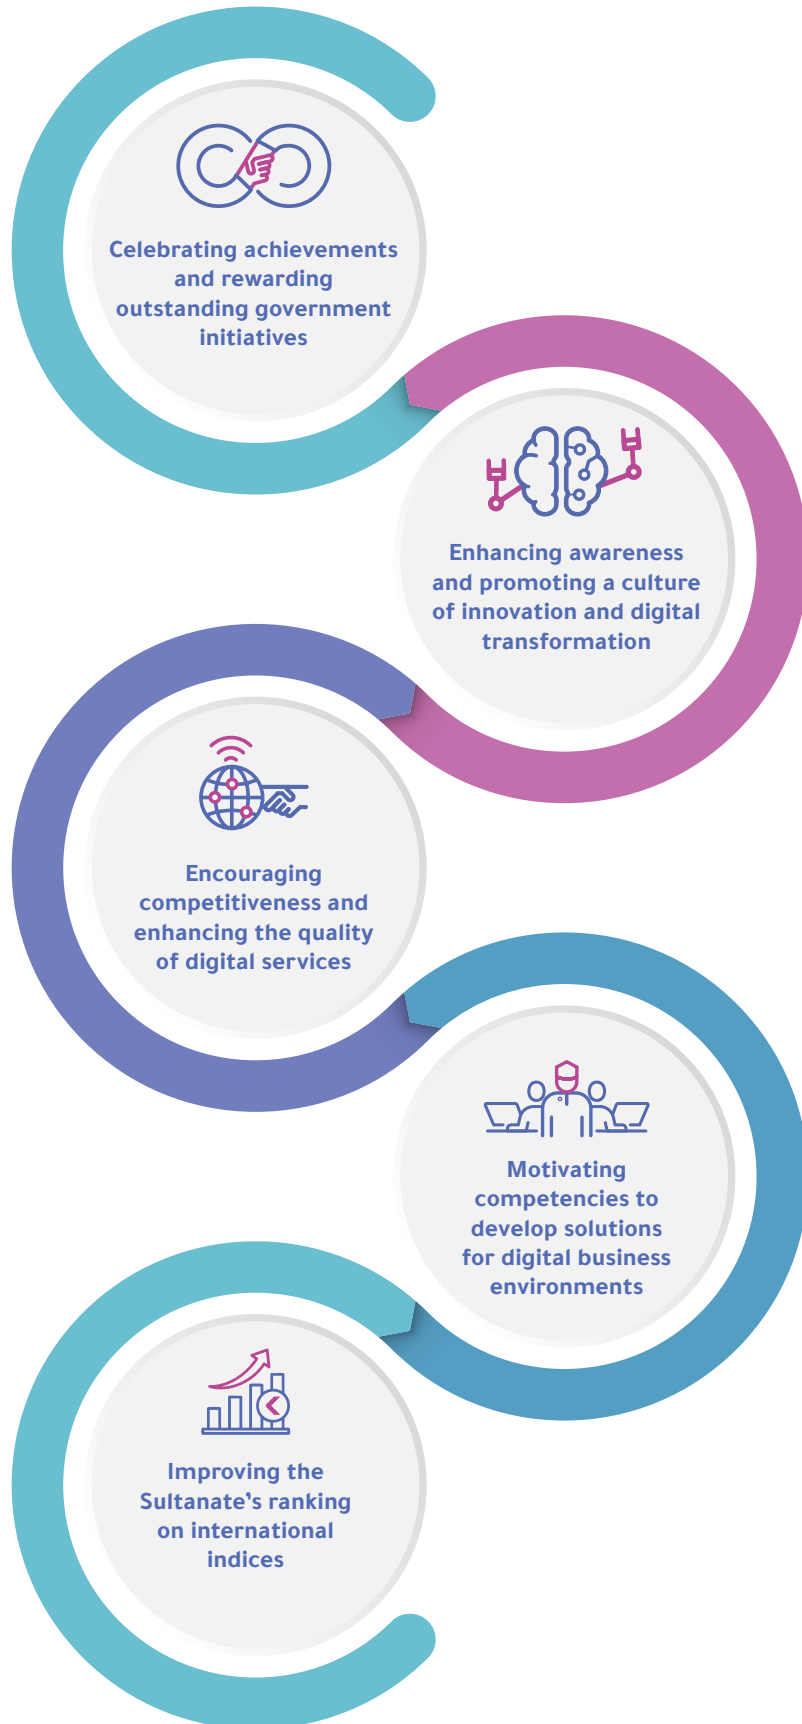 Celebrating achievements
and rewarding
outstanding government
initiatives
Enhancing awareness
and promoting a culture
of innovation and digital
transformation
Encouraging
competitiveness and
enhancing the quality
of digital services
Motivating
competencies to
develop solutions
for digital business
environments
Improving the
Sultanate’s ranking
on international
indices